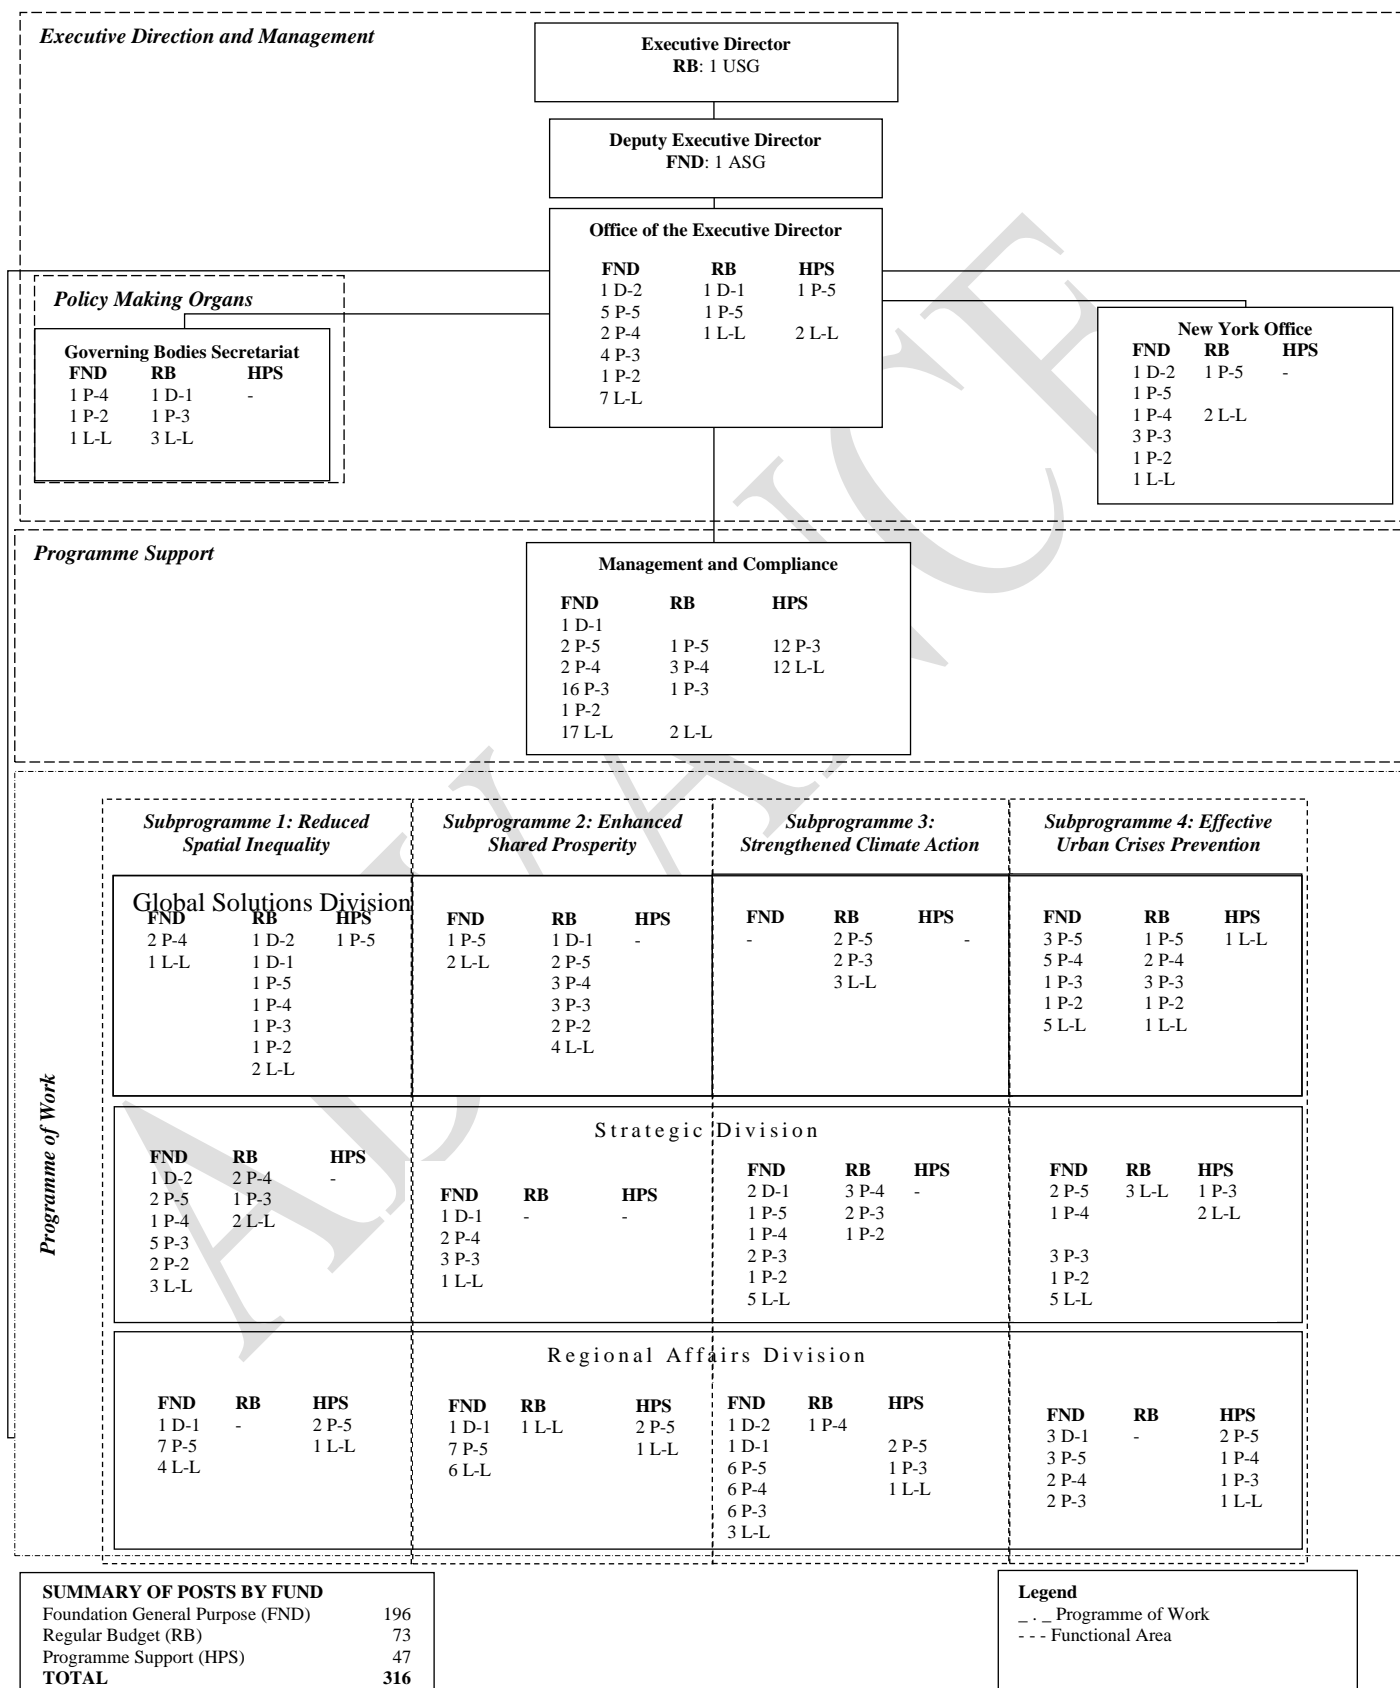 Executive Direction and Management
Executive Director
RB: 1 USG
Deputy Executive Director
FND: 1 ASG
Office of the Executive Director
FND RB HPS
1 D-2 1 D-1 1 P-5
5 P-5 1 P-5
2 P-4 1 L-L 2 L-L
4 P-3
1 P-2
7 L-L
Policy Making Organs
Governing Bodies Secretariat
FND RB HPS
1 P-4 1 D-1 -
1 P-2 1 P-3
1 L-L 3 L-L
New York Office
FND RB HPS
1 D-2 1 P-5 -
1 P-5
1 P-4 2 L-L
3 P-3
1 P-2
1 L-L
Programme Support
Management and Compliance
FND RB HPS
1 D-1
2 P-5 1 P-5 12 P-3
2 P-4 3 P-4 12 L-L
16 P-3 1 P-3
1 P-2
17 L-L 2 L-L
ADVANCE
Programme of Work
Subprogramme 1: Reduced
Spatial Inequality
Subprogramme 2: Enhanced
Shared Prosperity
Subprogramme 3:
Strengthened Climate Action
Subprogramme 4: Effective
Urban Crises Prevention
Global Solutions Division
FND RB HPS
2 P-4 1 D-2 1 P-5
1 L-L 1 D-1
1 P-5
1 P-4
1 P-3
1 P-2
2 L-L
FND RB HPS
1 P-5 1 D-1 -
2 L-L 2 P-5
3 P-4
3 P-3
2 P-2
4 L-L
FND RB HPS
- 2 P-5 -
2 P-3
3 L-L
FND RB HPS
3 P-5 1 P-5 1 L-L
5 P-4 2 P-4
1 P-3 3 P-3
1 P-2 1 P-2
5 L-L 1 L-L
Strategic Division
FND RB HPS
1 D-2 2 P-4 -
2 P-5 1 P-3
1 P-4 2 L-L
5 P-3
2 P-2
3 L-L
FND RB HPS
1 D-1 - -
2 P-4
3 P-3
1 L-L
FND RB HPS
2 D-1 3 P-4 -
1 P-5 2 P-3
1 P-4 1 P-2
2 P-3
1 P-2
5 L-L
FND RB HPS
2 P-5 3 L-L 1 P-3
1 P-4 2 L-L
3 P-3
1 P-2
5 L-L
Regional Affairs Division
FND RB HPS
1 D-1 - 2 P-5
7 P-5 1 L-L
4 L-L
FND RB HPS
1 D-1 1 L-L 2 P-5
7 P-5 1 L-L
6 L-L
FND RB HPS
1 D-2 1 P-4
1 D-1 2 P-5
6 P-5 1 P-3
6 P-4 1 L-L
6 P-3
3 L-L
FND RB HPS
3 D-1 - 2 P-5
3 P-5 1 P-4
2 P-4 1 P-3
2 P-3 1 L-L
SUMMARY OF POSTS BY FUND
Foundation General Purpose (FND) 196
Regular Budget (RB) 73
Programme Support (HPS) 47
TOTAL 316
Legend
_ . _ Programme of Work
- - - Functional Area